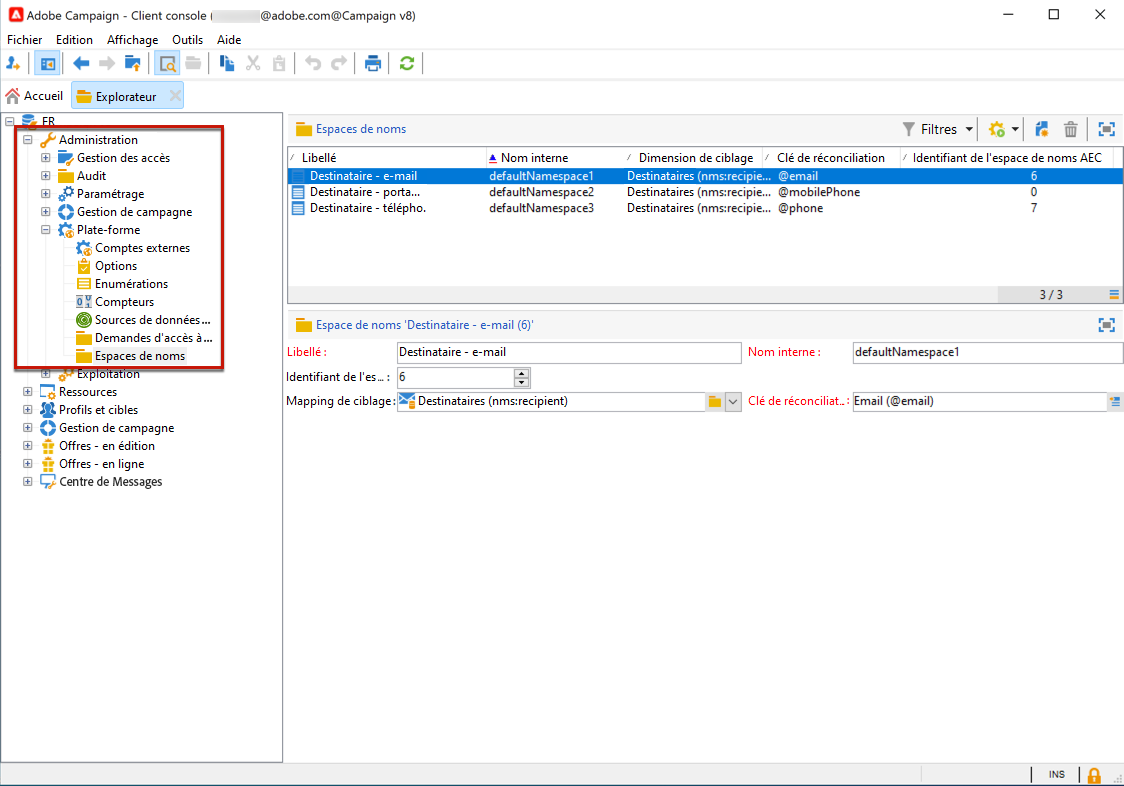 Adobe Campaign - Client console ( @adobe.com@Campaign v8)
Fichier Edition Affichage Outils Aide
Accueil Explorateur
FR
Administration
Gestion des accès
Audit
Paramétrage
Gestion de campagne
Plate-forme
Comptes externes
Options
Enumérations
Compteurs
Sources de données...
Demandes d'accès à...
Espaces de noms
Exploitation
Ressources
Profils et cibles
Gestion de campagne
Offres - en édition
Offres - en ligne
Centre de Messages
Espaces de noms Filtres
Libellé Nom interne Dimension de ciblage Clé de réconciliation Identifiant de l'espace de noms AEC
Destinataire - e-mail defaultNamespace1 Destinataires (nms:recipie... @email 6
Destinataire - porta... defaultNamespace2 Destinataires (nms:recipie... @mobilePhone 0
Destinataire - télépho. defaultNamespace3 Destinataires (nms:recipie... @phone 7
3 / 3
Espace de noms 'Destinataire - e-mail (6)'
Libellé : Destinataire - e-mail Nom interne : defaultNamespace1
Identifiant de l'es... : 6
Mapping de ciblage: Destinataires (nms:recipient) Clé de réconciliat... : Email (@email)
INS